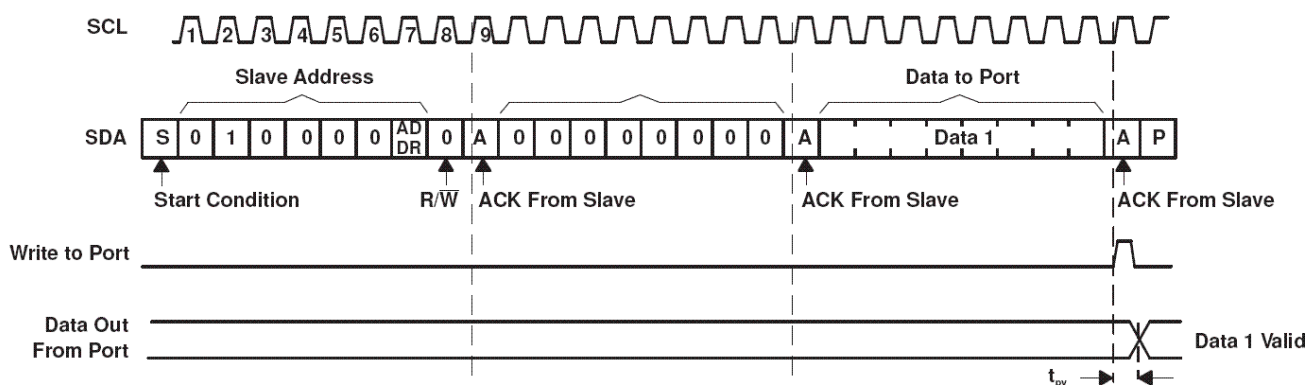 SCL
1 2 3 4 5 6 7 8 9
Slave Address Data to Port
SDA S 0 1 0 0 0 0 AD DR 0 A 0 0 0 0 0 0 0 0 A Data 1 A P
Start Condition R/W̅ ACK From Slave ACK From Slave ACK From Slave
Write to Port
Data Out
From Port
Data 1 Valid
tpv